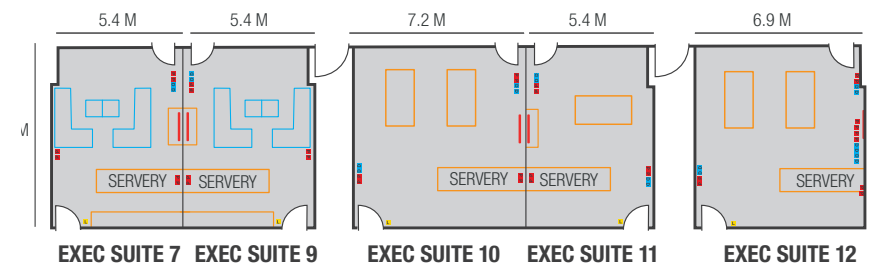 5.4 M 5.4 M 7.2 M 5.4 M 6.9 M
M
SERVERY SERVERY SERVERY SERVERY SERVERY
L L L L L
EXEC SUITE 7 EXEC SUITE 9 EXEC SUITE 10 EXEC SUITE 11 EXEC SUITE 12